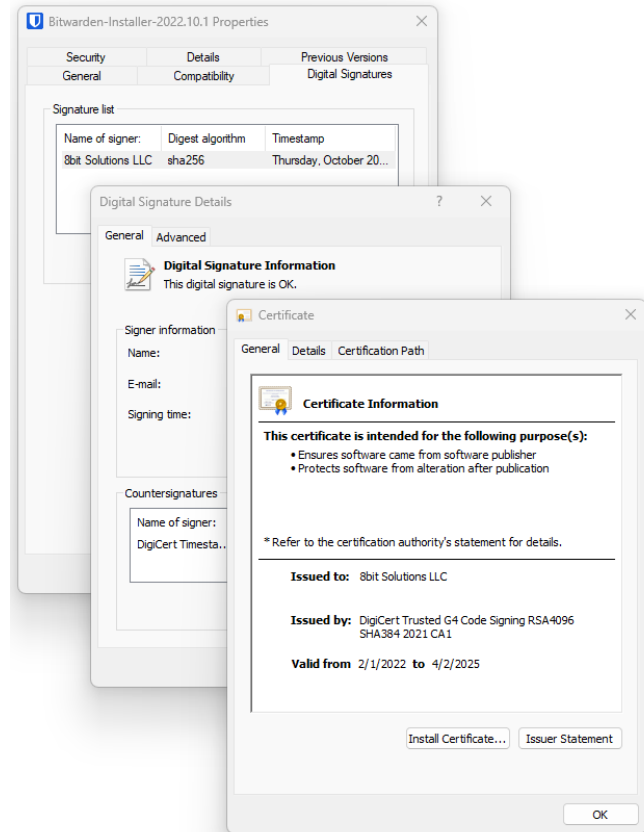 Bitwarden-Installer-2022.10.1 Properties
Security Details Previous Versions
General Compatibility Digital Signatures
Signature list
Name of signer: Digest algorithm Timestamp
8bit Solutions LLC sha256 Thursday, October 20...
Digital Signature Details ?
General Advanced
Digital Signature Information
This digital signature is OK.
Signer information
Name:
E-mail:
Signing time:
Countersignatures
Name of signer:
DigiCert Timesta..
Certificate
General Details Certification Path
Certificate Information
This certificate is intended for the following purpose(s):
• Ensures software came from software publisher
• Protects software from alteration after publication
* Refer to the certification authority's statement for details.
Issued to: 8bit Solutions LLC
Issued by: DigiCert Trusted G4 Code Signing RSA4096
SHA384 2021 CA1
Valid from 2/1/2022 to 4/2/2025
Install Certificate... Issuer Statement
OK